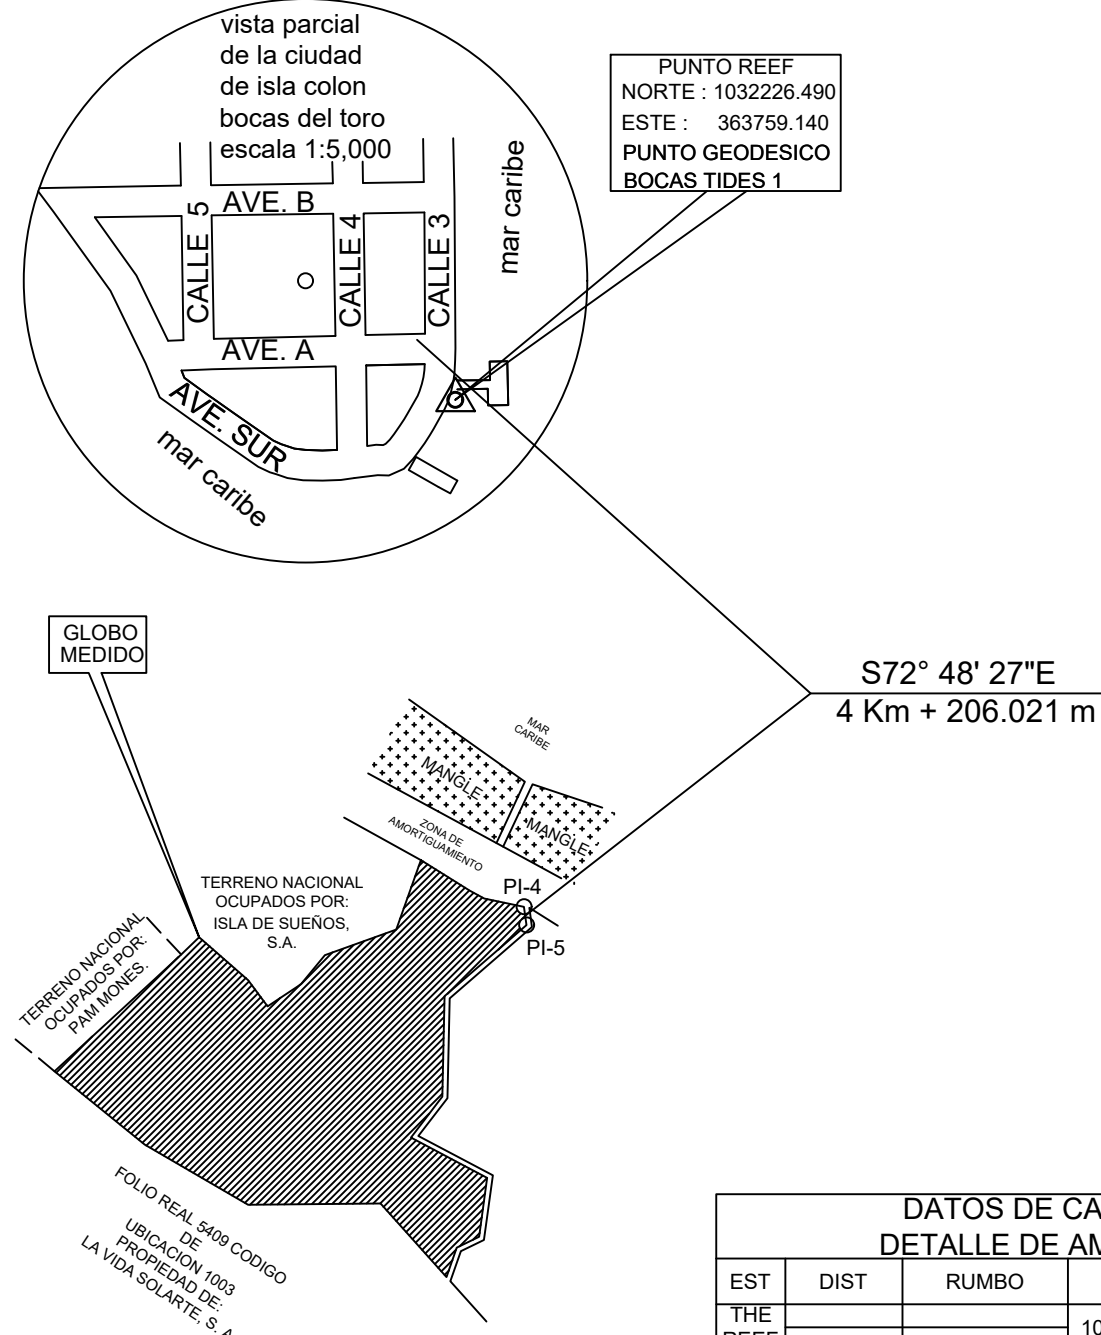 vista parcial
de la ciudad
de isla colon
bocas del toro
escala 1:5,000
PUNTO REEF
NORTE : 1032226.490
ESTE : 363759.140
PUNTO GEODESICO
BOCAS TIDES 1
mar caribe
AVE. B
CALLE 5
CALLE 4
CALLE 3
AVE. A
AVE. SUR
mar caribe
GLOBO
MEDIDO
S72° 48' 27"E
4 Km + 206.021 m
MAR
CARIBE
MANGLE
MANGLE
ZONA DE
AMORTIGUAMIENTO
TERRENO NACIONAL
OCUPADOS POR:
ISLA DE SUEÑOS,
S.A.
PI-4
PI-5
TERRENO NACIONAL
OCUPADOS POR:
PAM MONES.
FOLIO REAL 5409 CODIGO
DE
UBICACION 1003
PROPIEDAD DE:
LA VIDA SOLARTE, S. A
DATOS DE CA
DETALLE DE AM
EST DIST RUMBO
THE
REEF
10